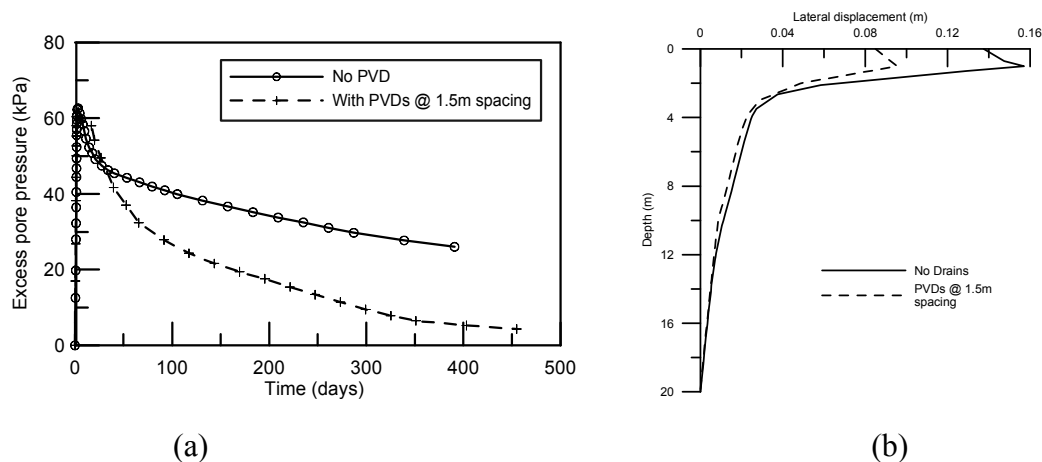 80
60
40
20
0
Excess pore pressure (kPa)
No PVD
With PVDs @ 1.5m spacing
0 100 200 300 400 500
Time (days)
(a)
Lateral displacement (m)
0 0.04 0.08 0.12 0.16
0
4
8
12
16
20
Depth (m)
No Drains
PVDs @ 1.5m
spacing
(b)